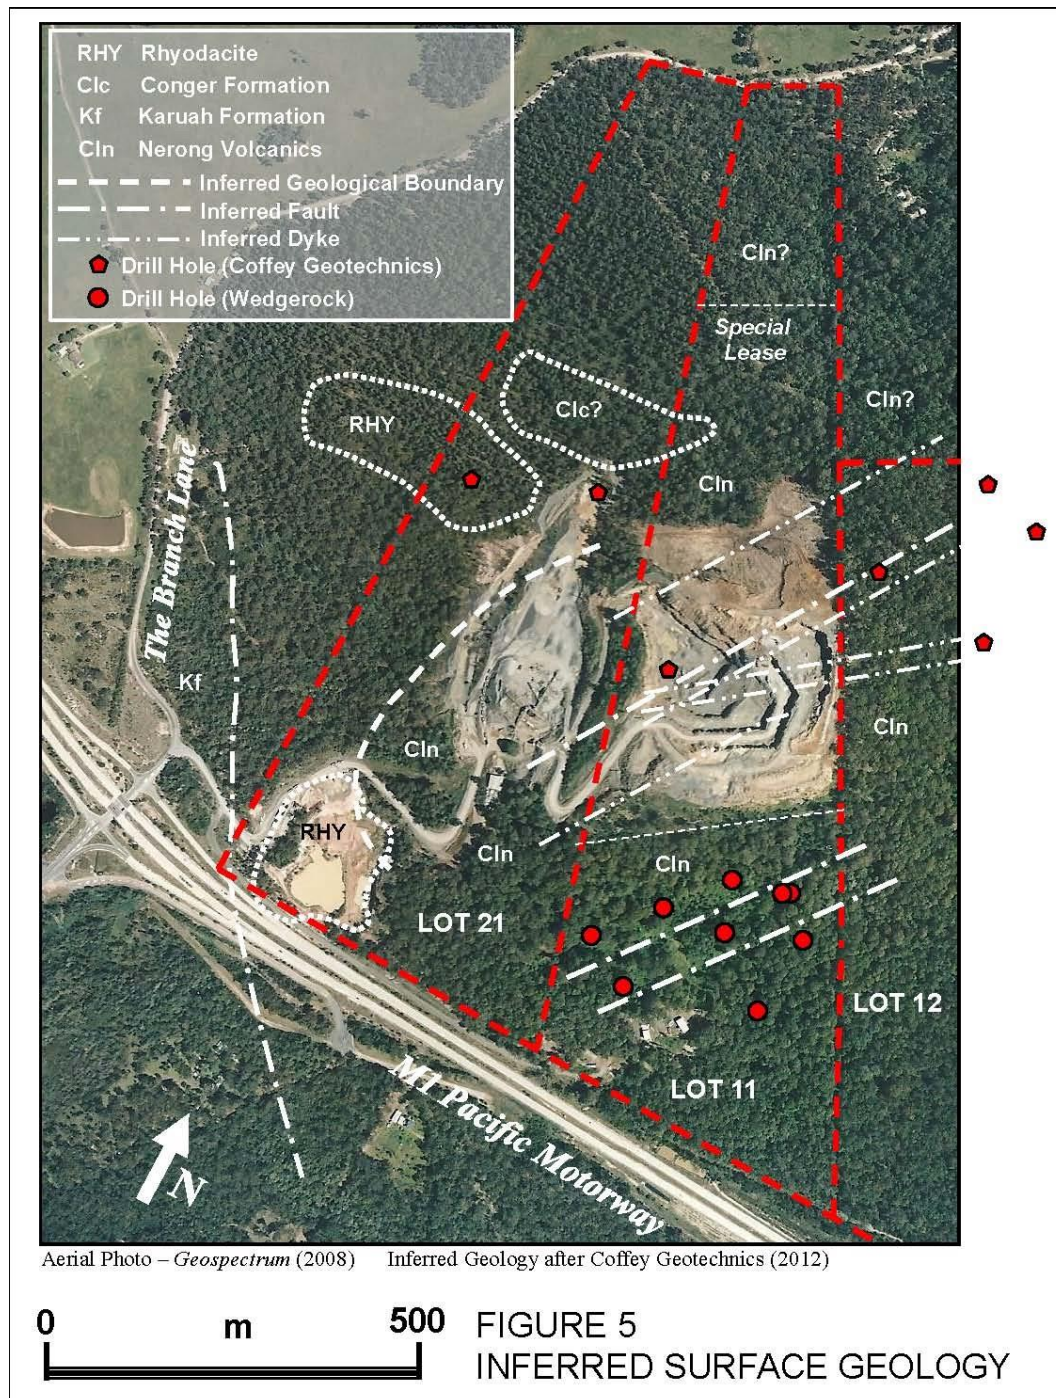 RHY Rhyodacite
Clc Conger Formation
Kf Karuah Formation
Cln Nerong Volcanics
Inferred Geological Boundary
Inferred Fault
Inferred Dyke
Drill Hole (Coffey Geotechnics)
Drill Hole (Wedgerock)
Cln?
Special
Lease
Cln?
Clc?
RHY
Cln
The Branch Lane
Kf
Cln
Cln
RHY
Cln
Cln
LOT 21
LOT 12
LOT 11
M1 Pacific Motorway
N
Aerial Photo – Geospectrum (2008) Inferred Geology after Coffey Geotechnics (2012)
0 m 500
FIGURE 5
INFERRED SURFACE GEOLOGY